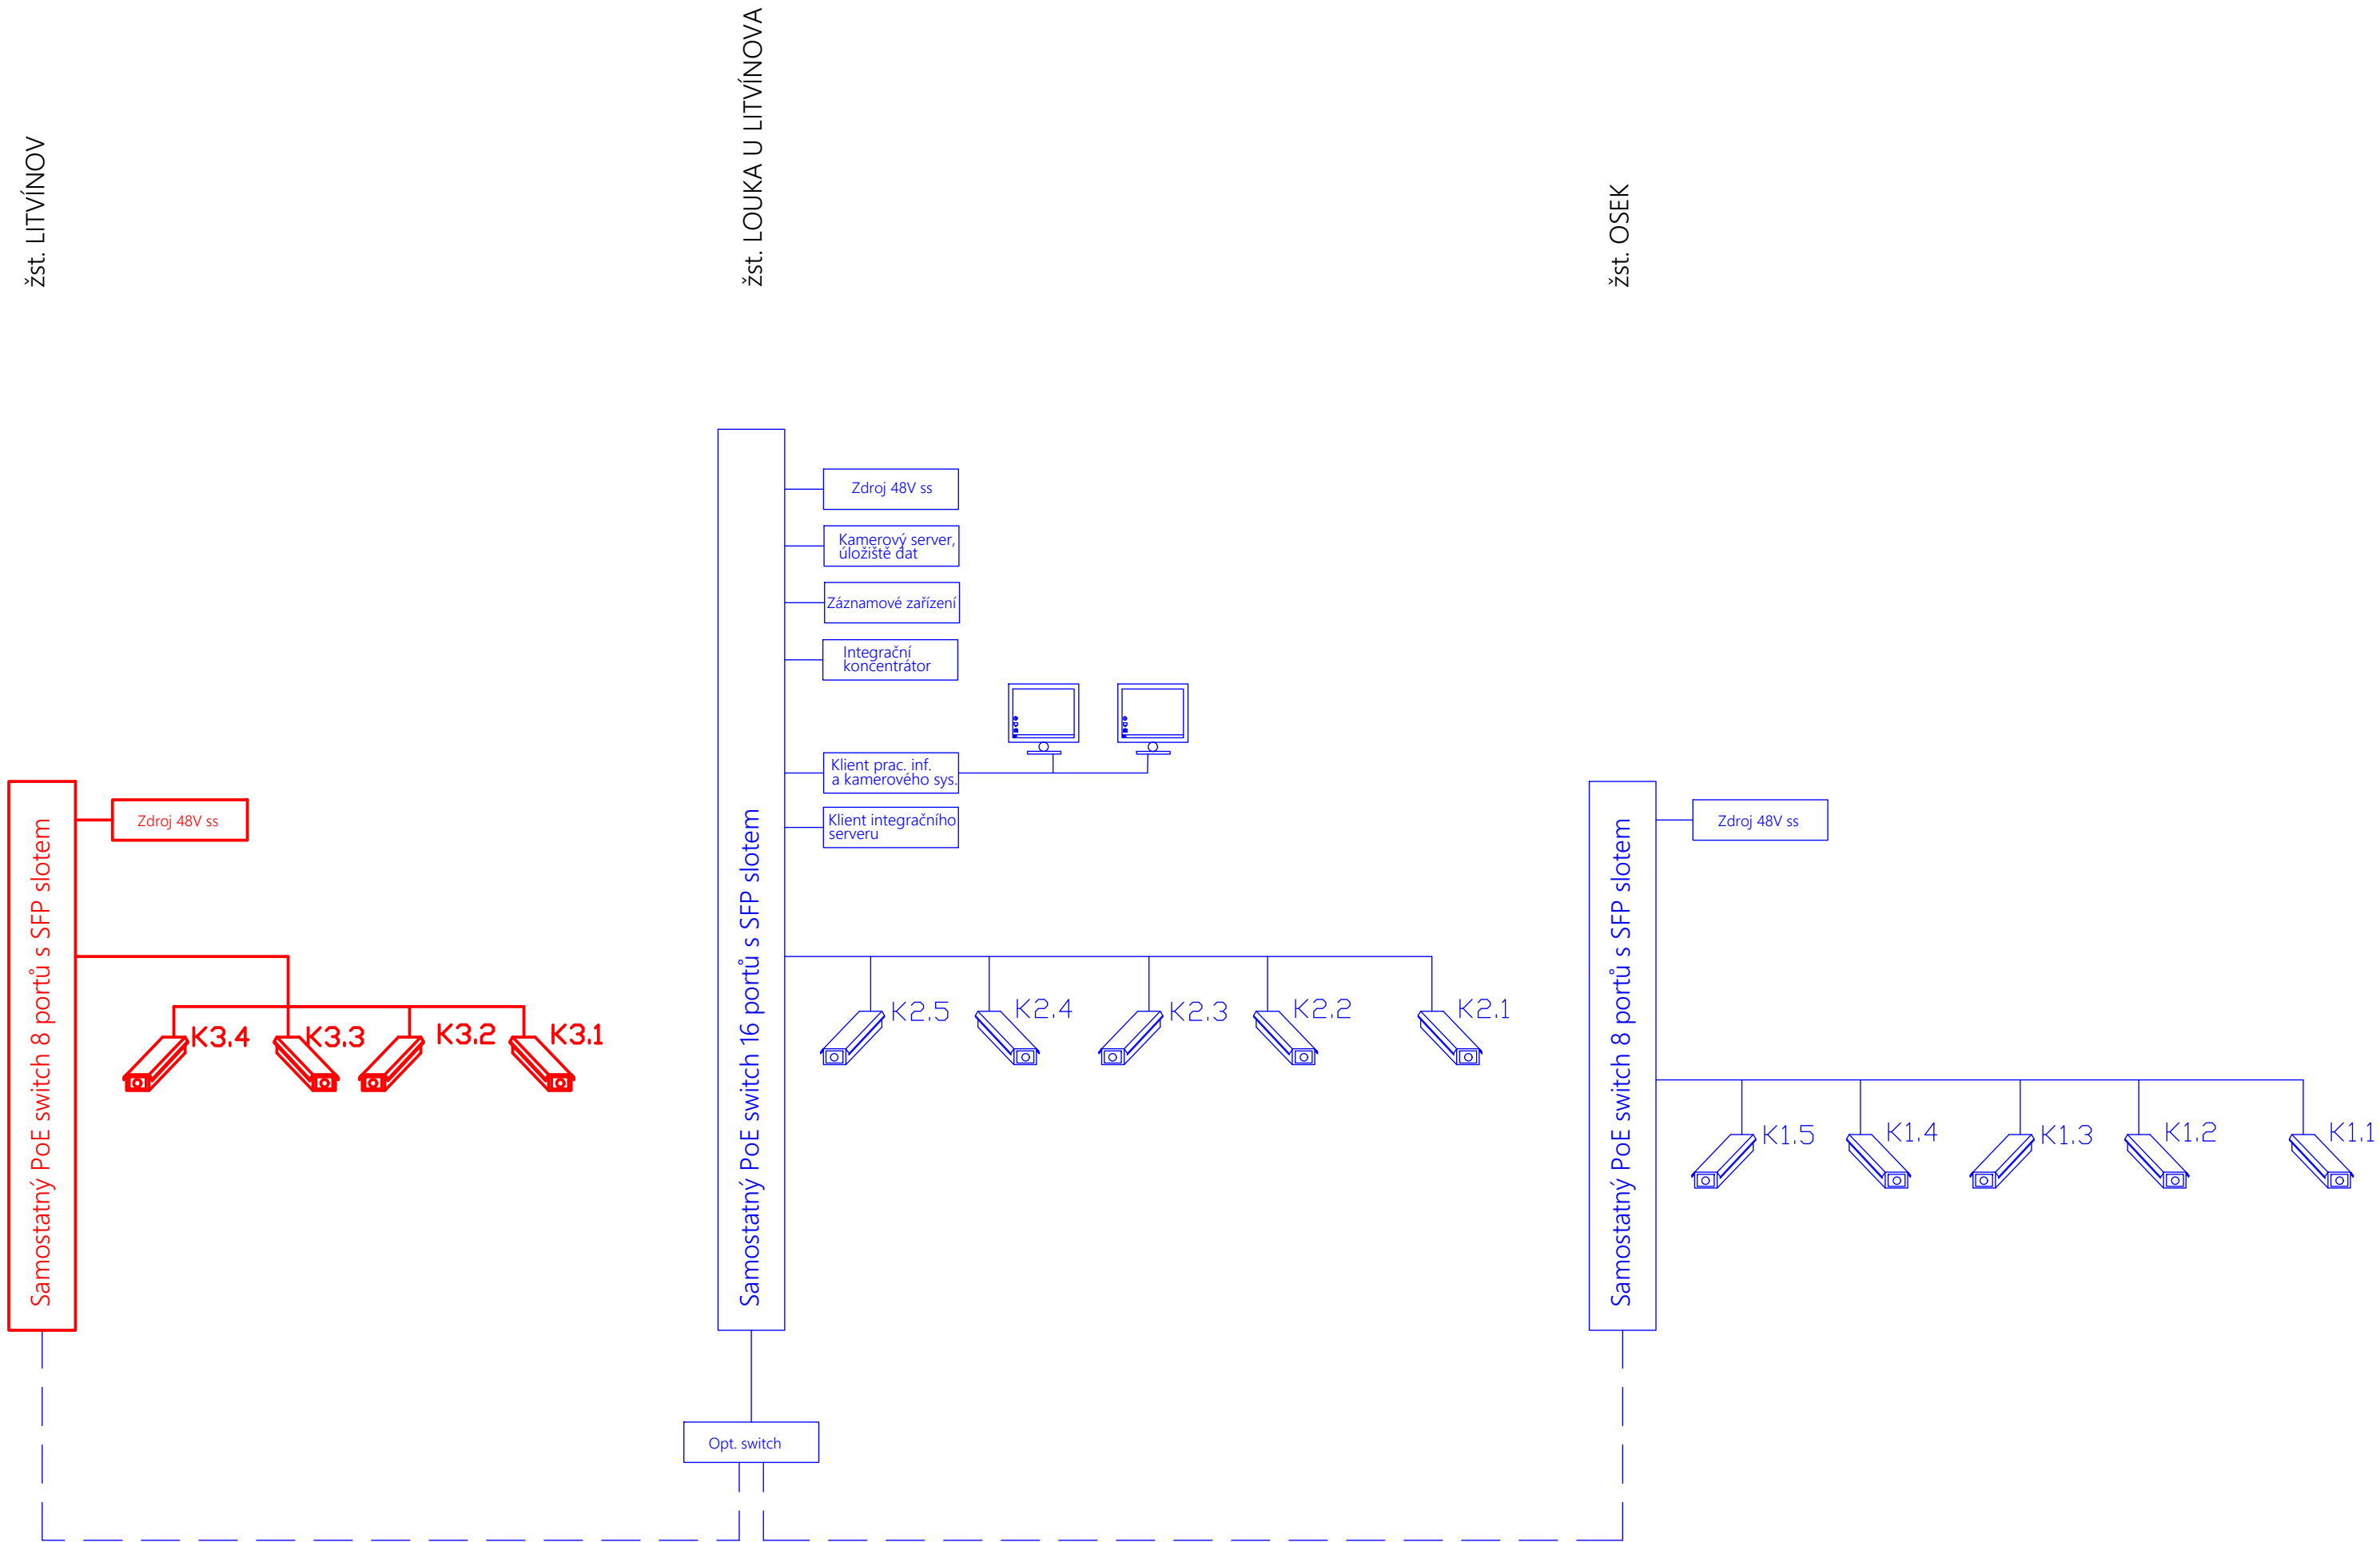 žst. LITVÍNOV
žst. LOUKA U LITVÍNOVA
žst. OSEK
Samostatný PoE switch 8 portů s SFP slotem
Zdroj 48V ss
K3.4
K3.3
K3.2
K3.1
Samostatný PoE switch 16 portů s SFP slotem
Zdroj 48V ss
Kamerový server,
úložiště dat
Záznamové zařízení
Integrační
koncentrátor
Klient prac. inf.
a kamerového sys.
Klient integračního
serveru
K2.5
K2.4
K2.3
K2.2
K2.1
Opt. switch
Samostatný PoE switch 8 portů s SFP slotem
Zdroj 48V ss
K1.5
K1.4
K1.3
K1.2
K1.1